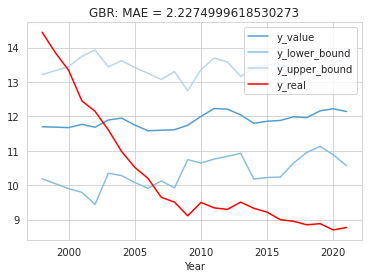 GBR: MAE = 2.2274999618530273
14
13
12
11
10
9
y_value
y_lower_bound
y_upper_bound
y_real
2000 2005 2010 2015 2020
Year